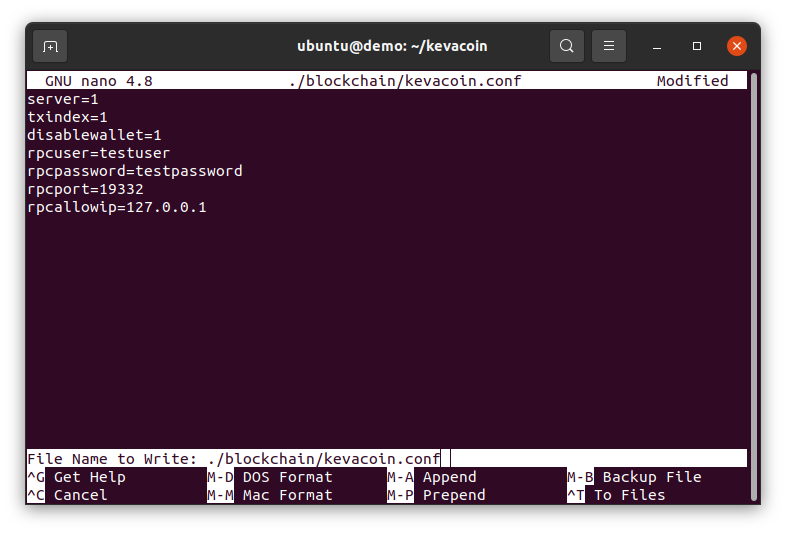 ubuntu@demo: ~/kevacoin
GNU nano 4.8 ./blockchain/kevacoin.conf Modified
server=1
txindex=1
disablewallet=1
rpcuser=testuser
rpcpassword=testpassword
rpcport=19332
rpcallowip=127.0.0.1
File Name to Write: ./blockchain/kevacoin.conf
^G Get Help M-D DOS Format M-A Append M-B Backup File
^C Cancel M-M Mac Format M-P Prepend ^T To Files